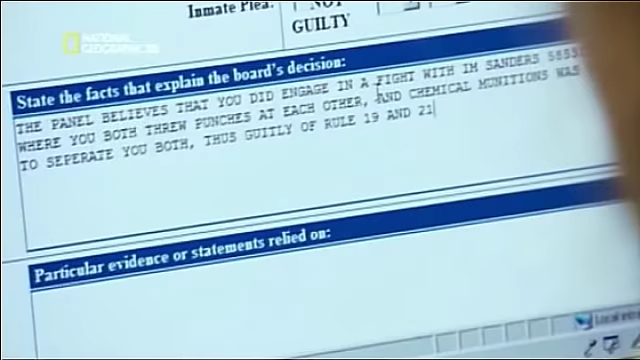 NATIONAL
GEOGRAPHIC
Inmate Plea:
NOT
GUILTY
State the facts that explain the board's decision:
THE PANEL BELIEVES THAT YOU DID ENGAGE IN A FIGHT WITH IM SANDERS
WHERE YOU BOTH THREW PUNCHES AT EACH OTHER, AND CHEMICAL MUNITIONS WAS
TO SEPERATE YOU BOTH, THUS GUITLY OF RULE 19 AND 21
Particular evidence or statements relied on:
Local